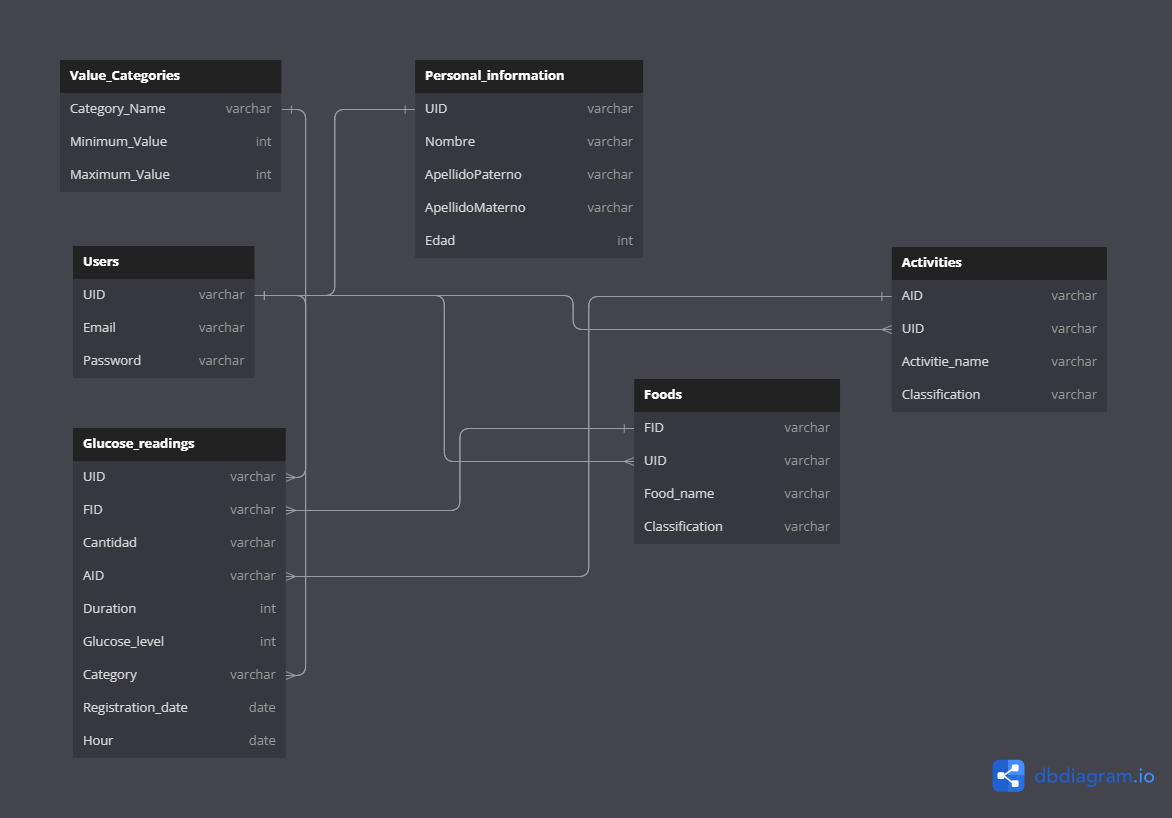 Value_Categories
Category_Name varchar
Minimum_Value int
Maximum_Value int
Personal_information
UID varchar
Nombre varchar
ApellidoPaterno varchar
ApellidoMaterno varchar
Edad int
Users
UID varchar
Email varchar
Password varchar
Activities
AID varchar
UID varchar
Activitie_name varchar
Classification varchar
Foods
FID varchar
UID varchar
Food_name varchar
Classification varchar
Glucose_readings
UID varchar
FID varchar
Cantidad varchar
AID varchar
Duration int
Glucose_level int
Category varchar
Registration_date date
Hour date
dbdiagram.io